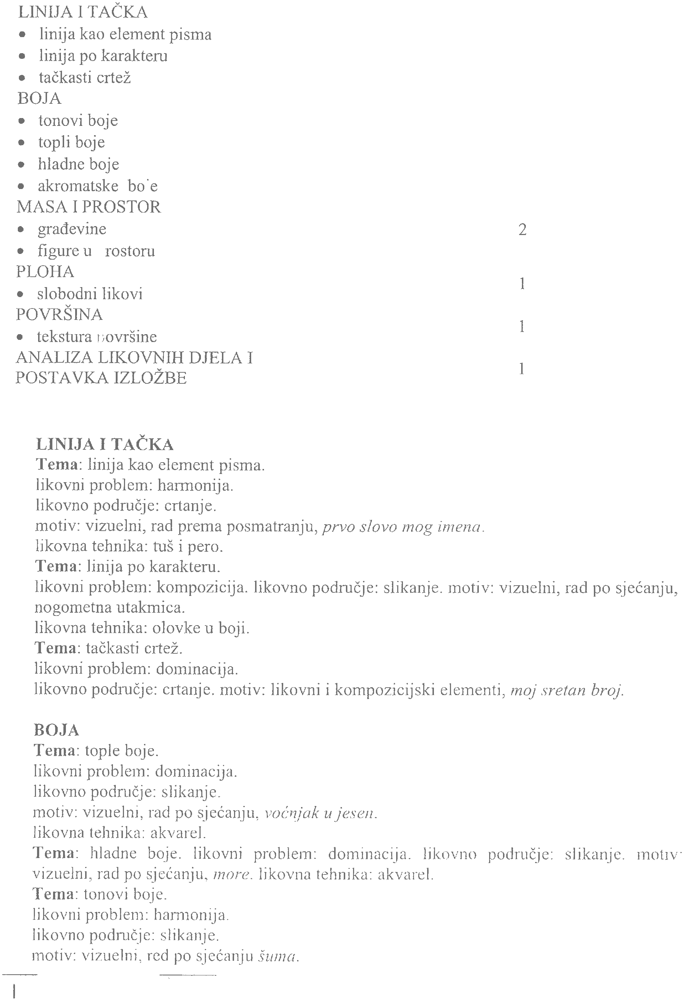 LINIJA I TAČKA
• linija kao element pisma
• linija po karakteru
• tačkasti crtež
BOJA
• tonovi boje
• topli boje
• hladne boje
• akromatske
MASA I PROSTOR
• građevine 2
• figure u rostoru
PLOHA
1
• slobodni likovi
POVRŠINA
1
• tekstura površine
ANALIZA LIKOVNIH DJELA I
1
POSTAVKA IZLOŽBE
LINIJA I TAČKA
Tema: linija kao element pisma.
likovni problem: harmonija.
likovno područje: crtanje.
motiv: vizuelni, rad prema posmatranju, prvo slovo mog imena.
likovna tehnika: tuš i pero.
Tema: linija po karakteru.
likovni problem: kompozicija. likovno područje: slikanje. motiv: vizuelni, rad po sjećanju,
nogometna utakmica.
likovna tehnika: olovke u boji.
Tema: tačkasti crtež.
likovni problem: dominacija.
likovno područje: crtanje. motiv: likovni i kompozicijski elementi, moj sretan broj.
BOJA
Tema: tople boje.
likovni problem: dominacija.
likovno područje: slikanje.
motiv: vizuelni, rad po sjećanju, voćnjak u jesen.
likovna tehnika: akvarel.
Tema: hladne boje. likovni problem: dominacija. likovno područje: slikanje. motiv:
vizuelni, rad po sjećanju, more. likovna tehnika: akvarel.
Tema: tonovi boje.
likovni problem: harmonija.
likovno područje: slikanje.
motiv: vizuelni, red po sjećanju šuma.